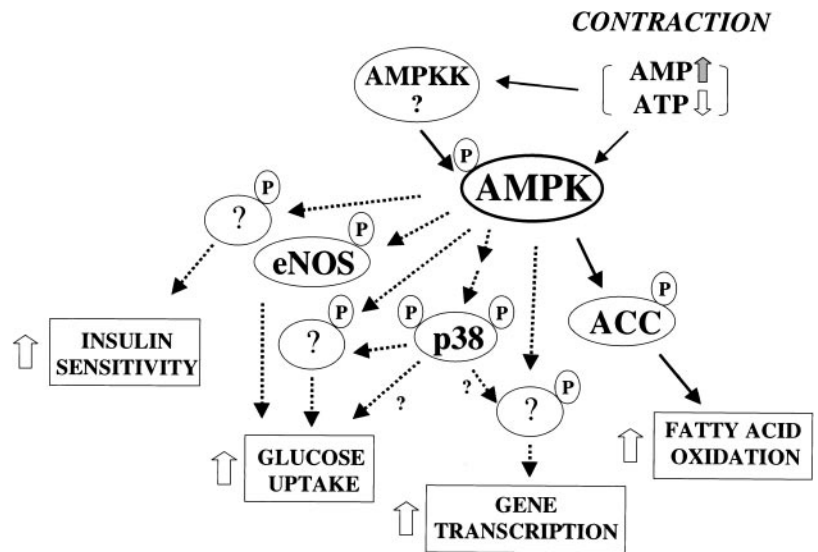 CONTRACTION
AMPKK
?
AMP
ATP
P
AMPK
P
?
P
eNOS
P
ACC
P
?
P
p38
P
INSULIN
SENSITIVITY
?
?
P
?
FATTY ACID
OXIDATION
GLUCOSE
UPTAKE
GENE
TRANSCRIPTION